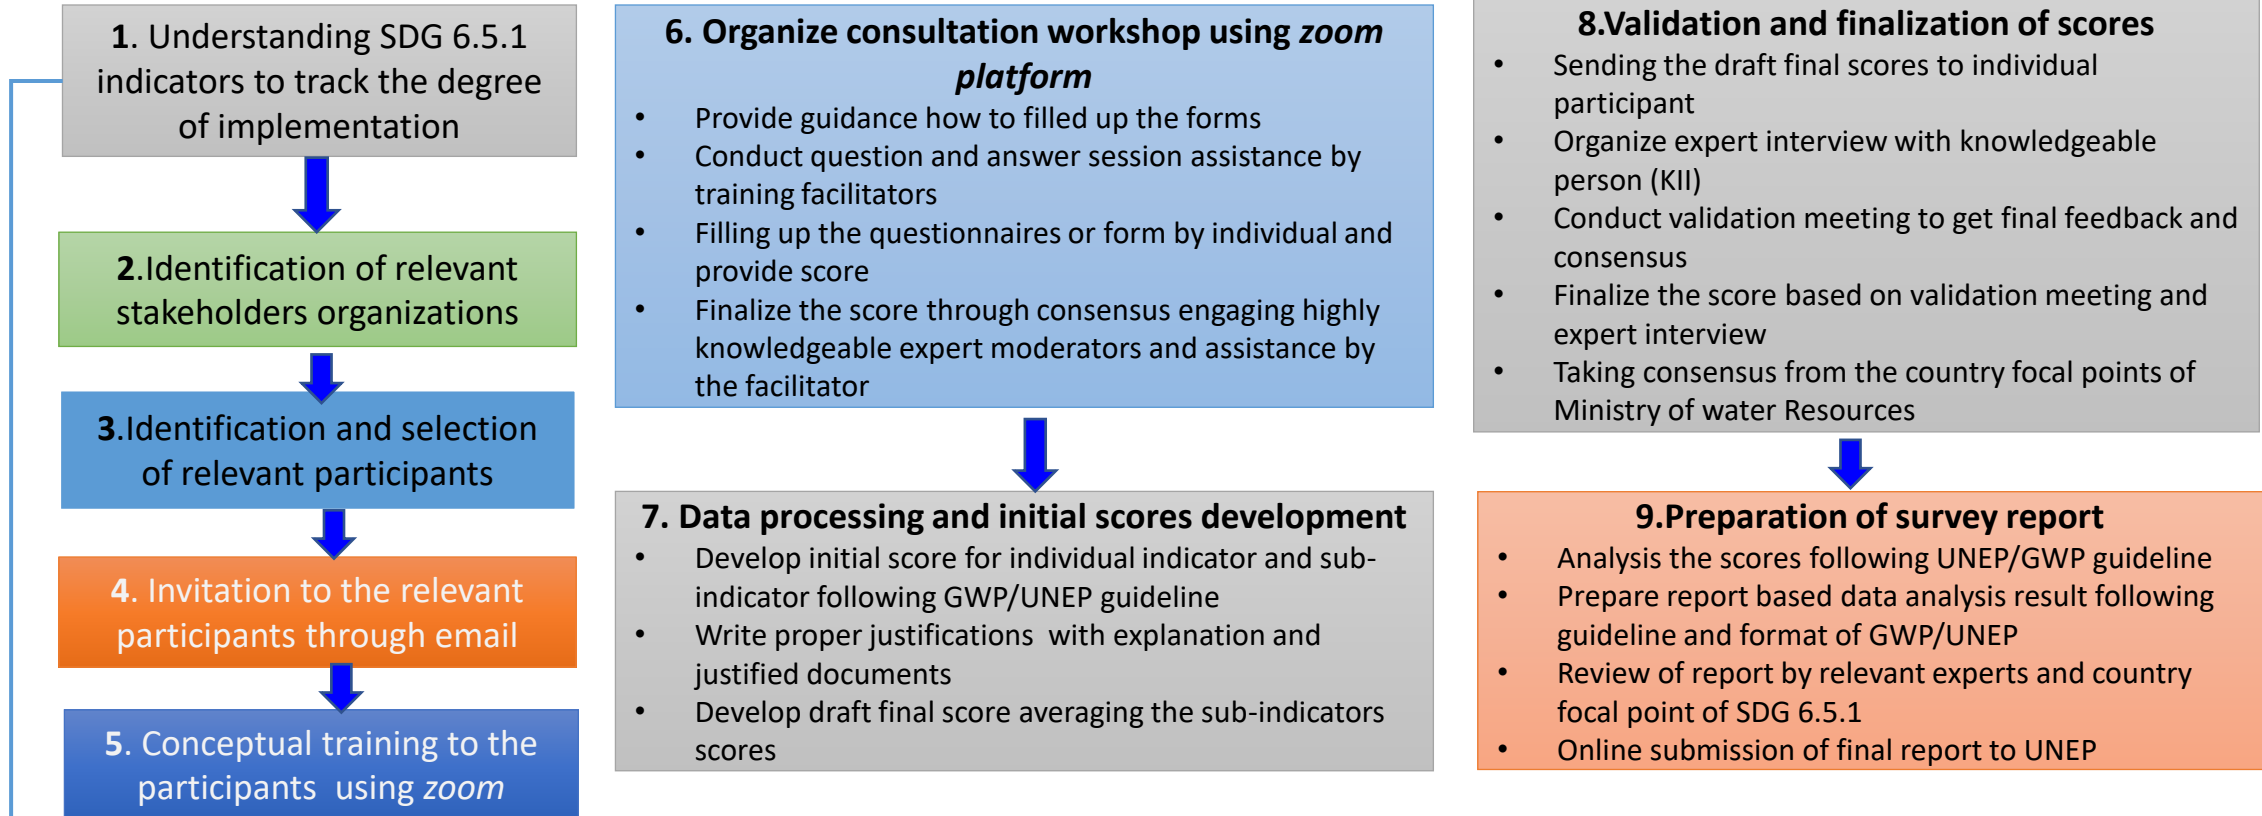 1. Understanding SDG 6.5.1
indicators to track the degree
of implementation
2.Identification of relevant
stakeholders organizations
3.Identification and selection
of relevant participants
4. Invitation to the relevant
participants through email
5. Conceptual training to the
participants using zoom
6. Organize consultation workshop using zoom
platform
• Provide guidance how to filled up the forms
• Conduct question and answer session assistance by
training facilitators
• Filling up the questionnaires or form by individual and
provide score
• Finalize the score through consensus engaging highly
knowledgeable expert moderators and assistance by
the facilitator
7. Data processing and initial scores development
• Develop initial score for individual indicator and sub-
indicator following GWP/UNEP guideline
• Write proper justifications with explanation and
justified documents
• Develop draft final score averaging the sub-indicators
scores
8.Validation and finalization of scores
• Sending the draft final scores to individual
participant
• Organize expert interview with knowledgeable
person (KII)
• Conduct validation meeting to get final feedback and
consensus
• Finalize the score based on validation meeting and
expert interview
• Taking consensus from the country focal points of
Ministry of water Resources
9.Preparation of survey report
• Analysis the scores following UNEP/GWP guideline
• Prepare report based data analysis result following
guideline and format of GWP/UNEP
• Review of report by relevant experts and country
focal point of SDG 6.5.1
• Online submission of final report to UNEP